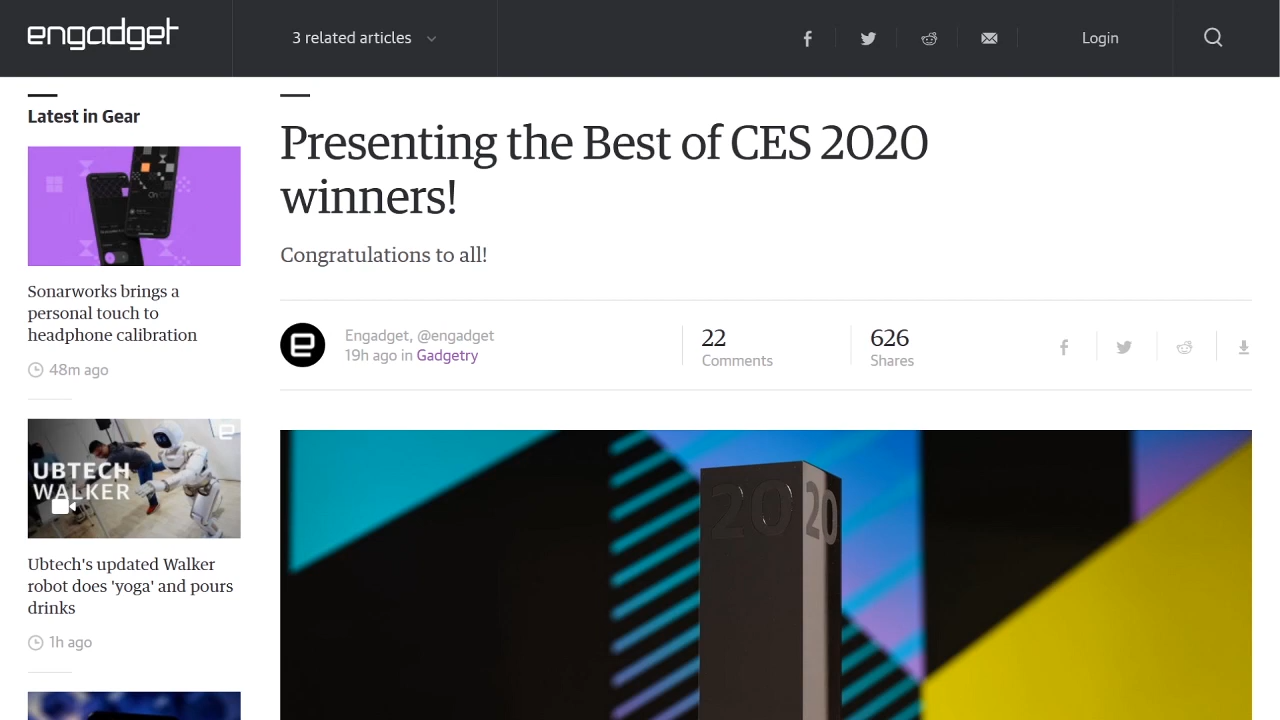 engadget
3 related articles
Login
Latest in Gear
Sonarworks brings a
personal touch to
headphone calibration
48m ago
UBTECH
WALKER
Ubtech's updated Walker
robot does 'yoga' and pours
drinks
1h ago
Presenting the Best of CES 2020
winners!
Congratulations to all!
Engadget, @engadget
19h ago in Gadgetry
22
Comments
626
Shares
2020
20